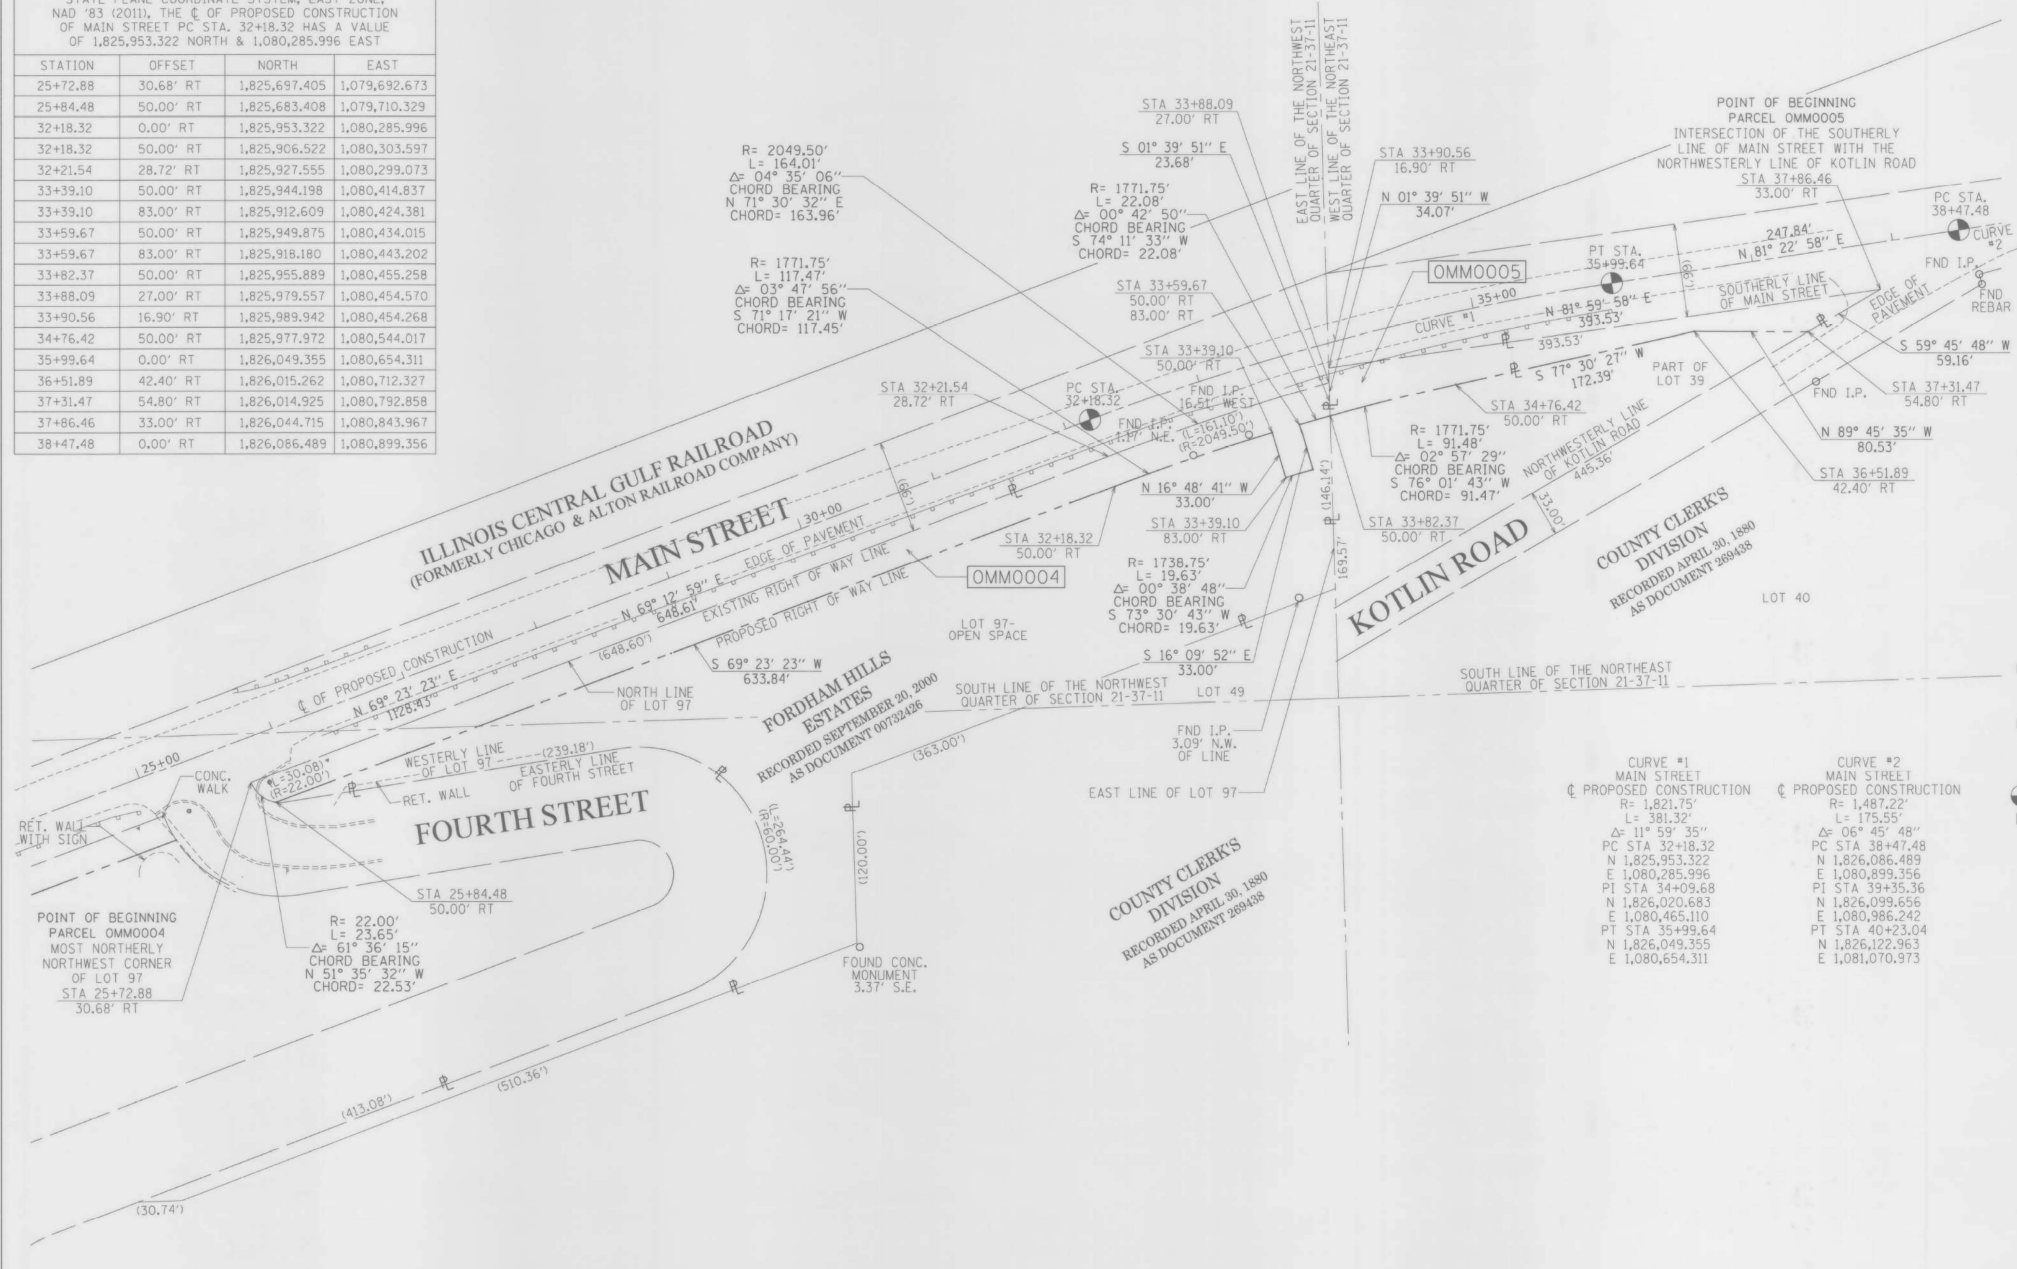 NAD '83 (2011), THE ℄ OF PROPOSED CONSTRUCTION
OF MAIN STREET PC STA. 32+18.32 HAS A VALUE
OF 1,825,953.322 NORTH & 1,080,285.996 EAST
STATION OFFSET NORTH EAST
25+72.88 30.68' RT 1,825,697.405 1,079,692.673
25+84.48 50.00' RT 1,825,683.408 1,079,710.329
32+18.32 0.00' RT 1,825,953.322 1,080,285.996
32+18.32 50.00' RT 1,825,906.522 1,080,303.597
32+21.54 28.72' RT 1,825,927.555 1,080,299.073
33+39.10 50.00' RT 1,825,944.198 1,080,414.837
33+39.10 83.00' RT 1,825,912.609 1,080,424.381
33+59.67 50.00' RT 1,825,949.875 1,080,434.015
33+59.67 83.00' RT 1,825,918.180 1,080,443.202
33+82.37 50.00' RT 1,825,955.889 1,080,455.258
33+88.09 27.00' RT 1,825,979.557 1,080,454.570
33+90.56 16.90' RT 1,825,989.942 1,080,454.268
34+76.42 50.00' RT 1,825,977.972 1,080,544.017
35+99.64 0.00' RT 1,826,049.355 1,080,654.311
36+51.89 42.40' RT 1,826,015.262 1,080,712.327
37+31.47 54.80' RT 1,826,014.925 1,080,792.858
37+86.46 33.00' RT 1,826,044.715 1,080,843.967
38+47.48 0.00' RT 1,826,086.489 1,080,899.356
R= 2049.50'
L= 164.01'
Δ= 04° 35' 06''
CHORD BEARING
N 71° 30' 32'' E
CHORD= 163.96'
R= 1771.75'
L= 117.47'
Δ= 03° 47' 56''
CHORD BEARING
S 71° 17' 21'' W
CHORD= 117.45'
STA 33+88.09
27.00' RT
S 01° 39' 51'' E
23.68'
R= 1771.75'
L= 22.08'
Δ= 00° 42' 50''
CHORD BEARING
S 74° 11' 33'' W
CHORD= 22.08'
STA 33+59.67
50.00' RT
83.00' RT
STA 33+39.10
50.00' RT
EAST LINE OF THE NORTHWEST
QUARTER OF SECTION 21-37-11
WEST LINE OF THE NORTHEAST
QUARTER OF SECTION 21-37-11
STA 33+90.56
16.90' RT
N 01° 39' 51'' W
34.07'
0MM0005
POINT OF BEGINNING
PARCEL 0MM0005
INTERSECTION OF THE SOUTHERLY
LINE OF MAIN STREET WITH THE
NORTHWESTERLY LINE OF KOTLIN ROAD
STA 37+86.46
33.00' RT
PC STA.
38+47.48
CURVE
#2
247.84'
N 81° 22' 58'' E
PT STA.
35+99.64
(66')
SOUTHERLY LINE
OF MAIN STREET
EDGE OF
PAVEMENT
FND I.P.
FND
REBAR
35+00
CURVE #1
N 81° 59' 58'' E
393.53'
393.53'
S 59° 45' 48'' W
59.16'
S 77° 30' 27'' W
172.39'
PART OF
LOT 39
FND I.P.
STA 37+31.47
54.80' RT
STA 34+76.42
50.00' RT
N 89° 45' 35'' W
80.53'
STA 36+51.89
42.40' RT
R= 1771.75'
L= 91.48'
Δ= 02° 57' 29''
CHORD BEARING
S 76° 01' 43'' W
CHORD= 91.47'
NORTHWESTERLY LINE
OF KOTLIN ROAD
445.36'
33.00'
STA 33+82.37
50.00' RT
KOTLIN ROAD
COUNTY CLERK'S
DIVISION
RECORDED APRIL 30, 1880
AS DOCUMENT 269438
LOT 40
STA 32+21.54
28.72' RT
PC STA.
32+18.32
FND I.P.
1.17' N.E.
FND I.P.
16.51' WEST
(L=161.10')
(R=2049.50')
N 16° 48' 41'' W
33.00'
STA 33+39.10
83.00' RT
R= 1738.75'
L= 19.63'
Δ= 00° 38' 48''
CHORD BEARING
S 73° 30' 43'' W
CHORD= 19.63'
S 16° 09' 52'' E
33.00'
(146.14')
169.57'
ILLINOIS CENTRAL GULF RAILROAD
(FORMERLY CHICAGO & ALTON RAILROAD COMPANY)
MAIN STREET
30+00
(66')
EDGE OF PAVEMENT
STA 32+18.32
50.00' RT
0MM0004
N 69° 12' 59'' E
648.61'
EXISTING RIGHT OF WAY LINE
(648.60')
PROPOSED RIGHT OF WAY LINE
S 69° 23' 23'' W
633.84'
LOT 97-
OPEN SPACE
℄ OF PROPOSED CONSTRUCTION
N 69° 23' 23'' E
1128.43'
NORTH LINE
OF LOT 97
FORDHAM HILLS
ESTATES
RECORDED SEPTEMBER 20, 2000
AS DOCUMENT 00732426
SOUTH LINE OF THE NORTHWEST
QUARTER OF SECTION 21-37-11
LOT 49
SOUTH LINE OF THE NORTHEAST
QUARTER OF SECTION 21-37-11
25+00
CONC.
WALK
(L=30.08')
(R=22.00')
WESTERLY LINE
OF LOT 97
(239.18')
EASTERLY LINE
OF FOURTH STREET
RET. WALL
FOURTH STREET
RET. WALL
WITH SIGN
(L=264.44')
(R=60.00')
(363.00')
(120.00')
FND I.P.
3.09' N.W.
OF LINE
EAST LINE OF LOT 97
STA 25+84.48
50.00' RT
POINT OF BEGINNING
PARCEL 0MM0004
MOST NORTHERLY
NORTHWEST CORNER
OF LOT 97
STA 25+72.88
30.68' RT
R= 22.00'
L= 23.65'
Δ= 61° 36' 15''
CHORD BEARING
N 51° 35' 32'' W
CHORD= 22.53'
FOUND CONC.
MONUMENT
3.37' S.E.
COUNTY CLERK'S
DIVISION
RECORDED APRIL 30, 1880
AS DOCUMENT 269438
CURVE #1
MAIN STREET
℄ PROPOSED CONSTRUCTION
R= 1,821.75'
L= 381.32'
Δ= 11° 59' 35''
PC STA 32+18.32
N 1,825,953.322
E 1,080,285.996
PI STA 34+09.68
N 1,826,020.683
E 1,080,465.110
PT STA 35+99.64
N 1,826,049.355
E 1,080,654.311
CURVE #2
MAIN STREET
℄ PROPOSED CONSTRUCTION
R= 1,487.22'
L= 175.55'
Δ= 06° 45' 48''
PC STA 38+47.48
N 1,826,086.489
E 1,080,899.356
PI STA 39+35.36
N 1,826,099.656
E 1,080,986.242
PT STA 40+23.04
N 1,826,122.963
E 1,081,070.973
(413.08')
(510.36')
(30.74')